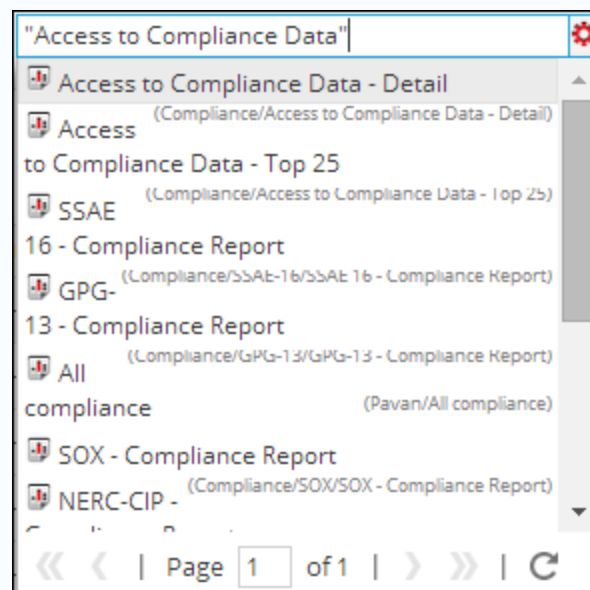 "Access to Compliance Data"
Access to Compliance Data - Detail
(Compliance/Access to Compliance Data - Detail)
Access
to Compliance Data - Top 25
(Compliance/Access to Compliance Data - Top 25)
SSAE
16 - Compliance Report
(Compliance/SSAE-16/SSAE 16 - Compliance Report)
GPG-
13 - Compliance Report
(Compliance/GPG-13/GPG-13 - Compliance Report)
All
compliance
(Pavan/All compliance)
SOX - Compliance Report
(Compliance/SOX/SOX - Compliance Report)
NERC-CIP -
Page 1 of 1